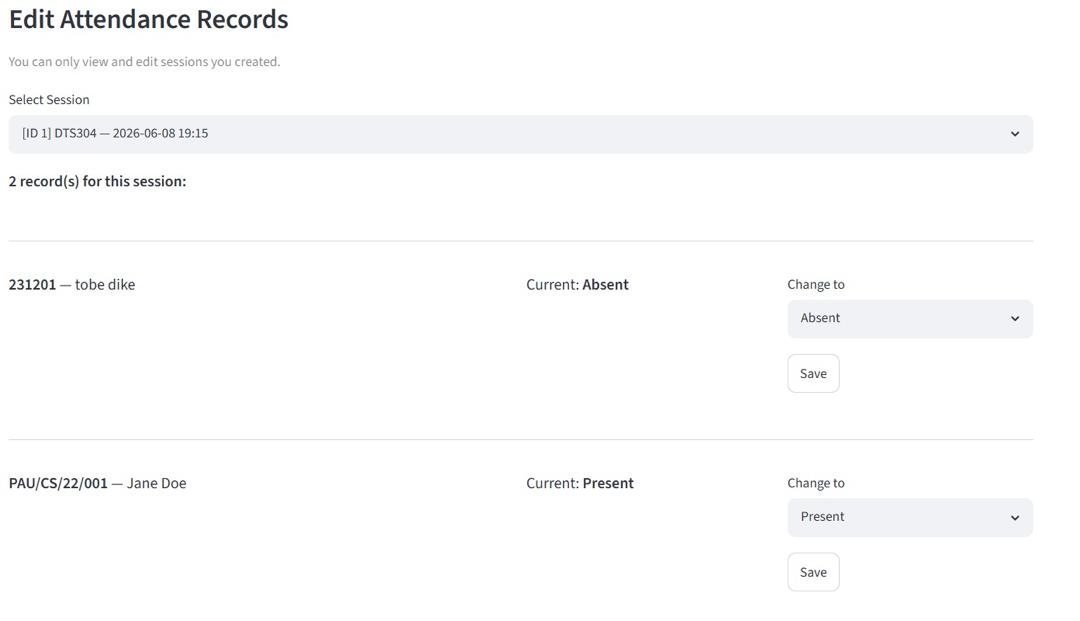 Edit Attendance Records
You can only view and edit sessions you created.
Select Session
[ID 1] DTS304 — 2026-06-08 19:15
2 record(s) for this session:
231201 — tobe dike
Current: Absent
Change to
Absent
Save
PAU/CS/22/001 — Jane Doe
Current: Present
Change to
Present
Save